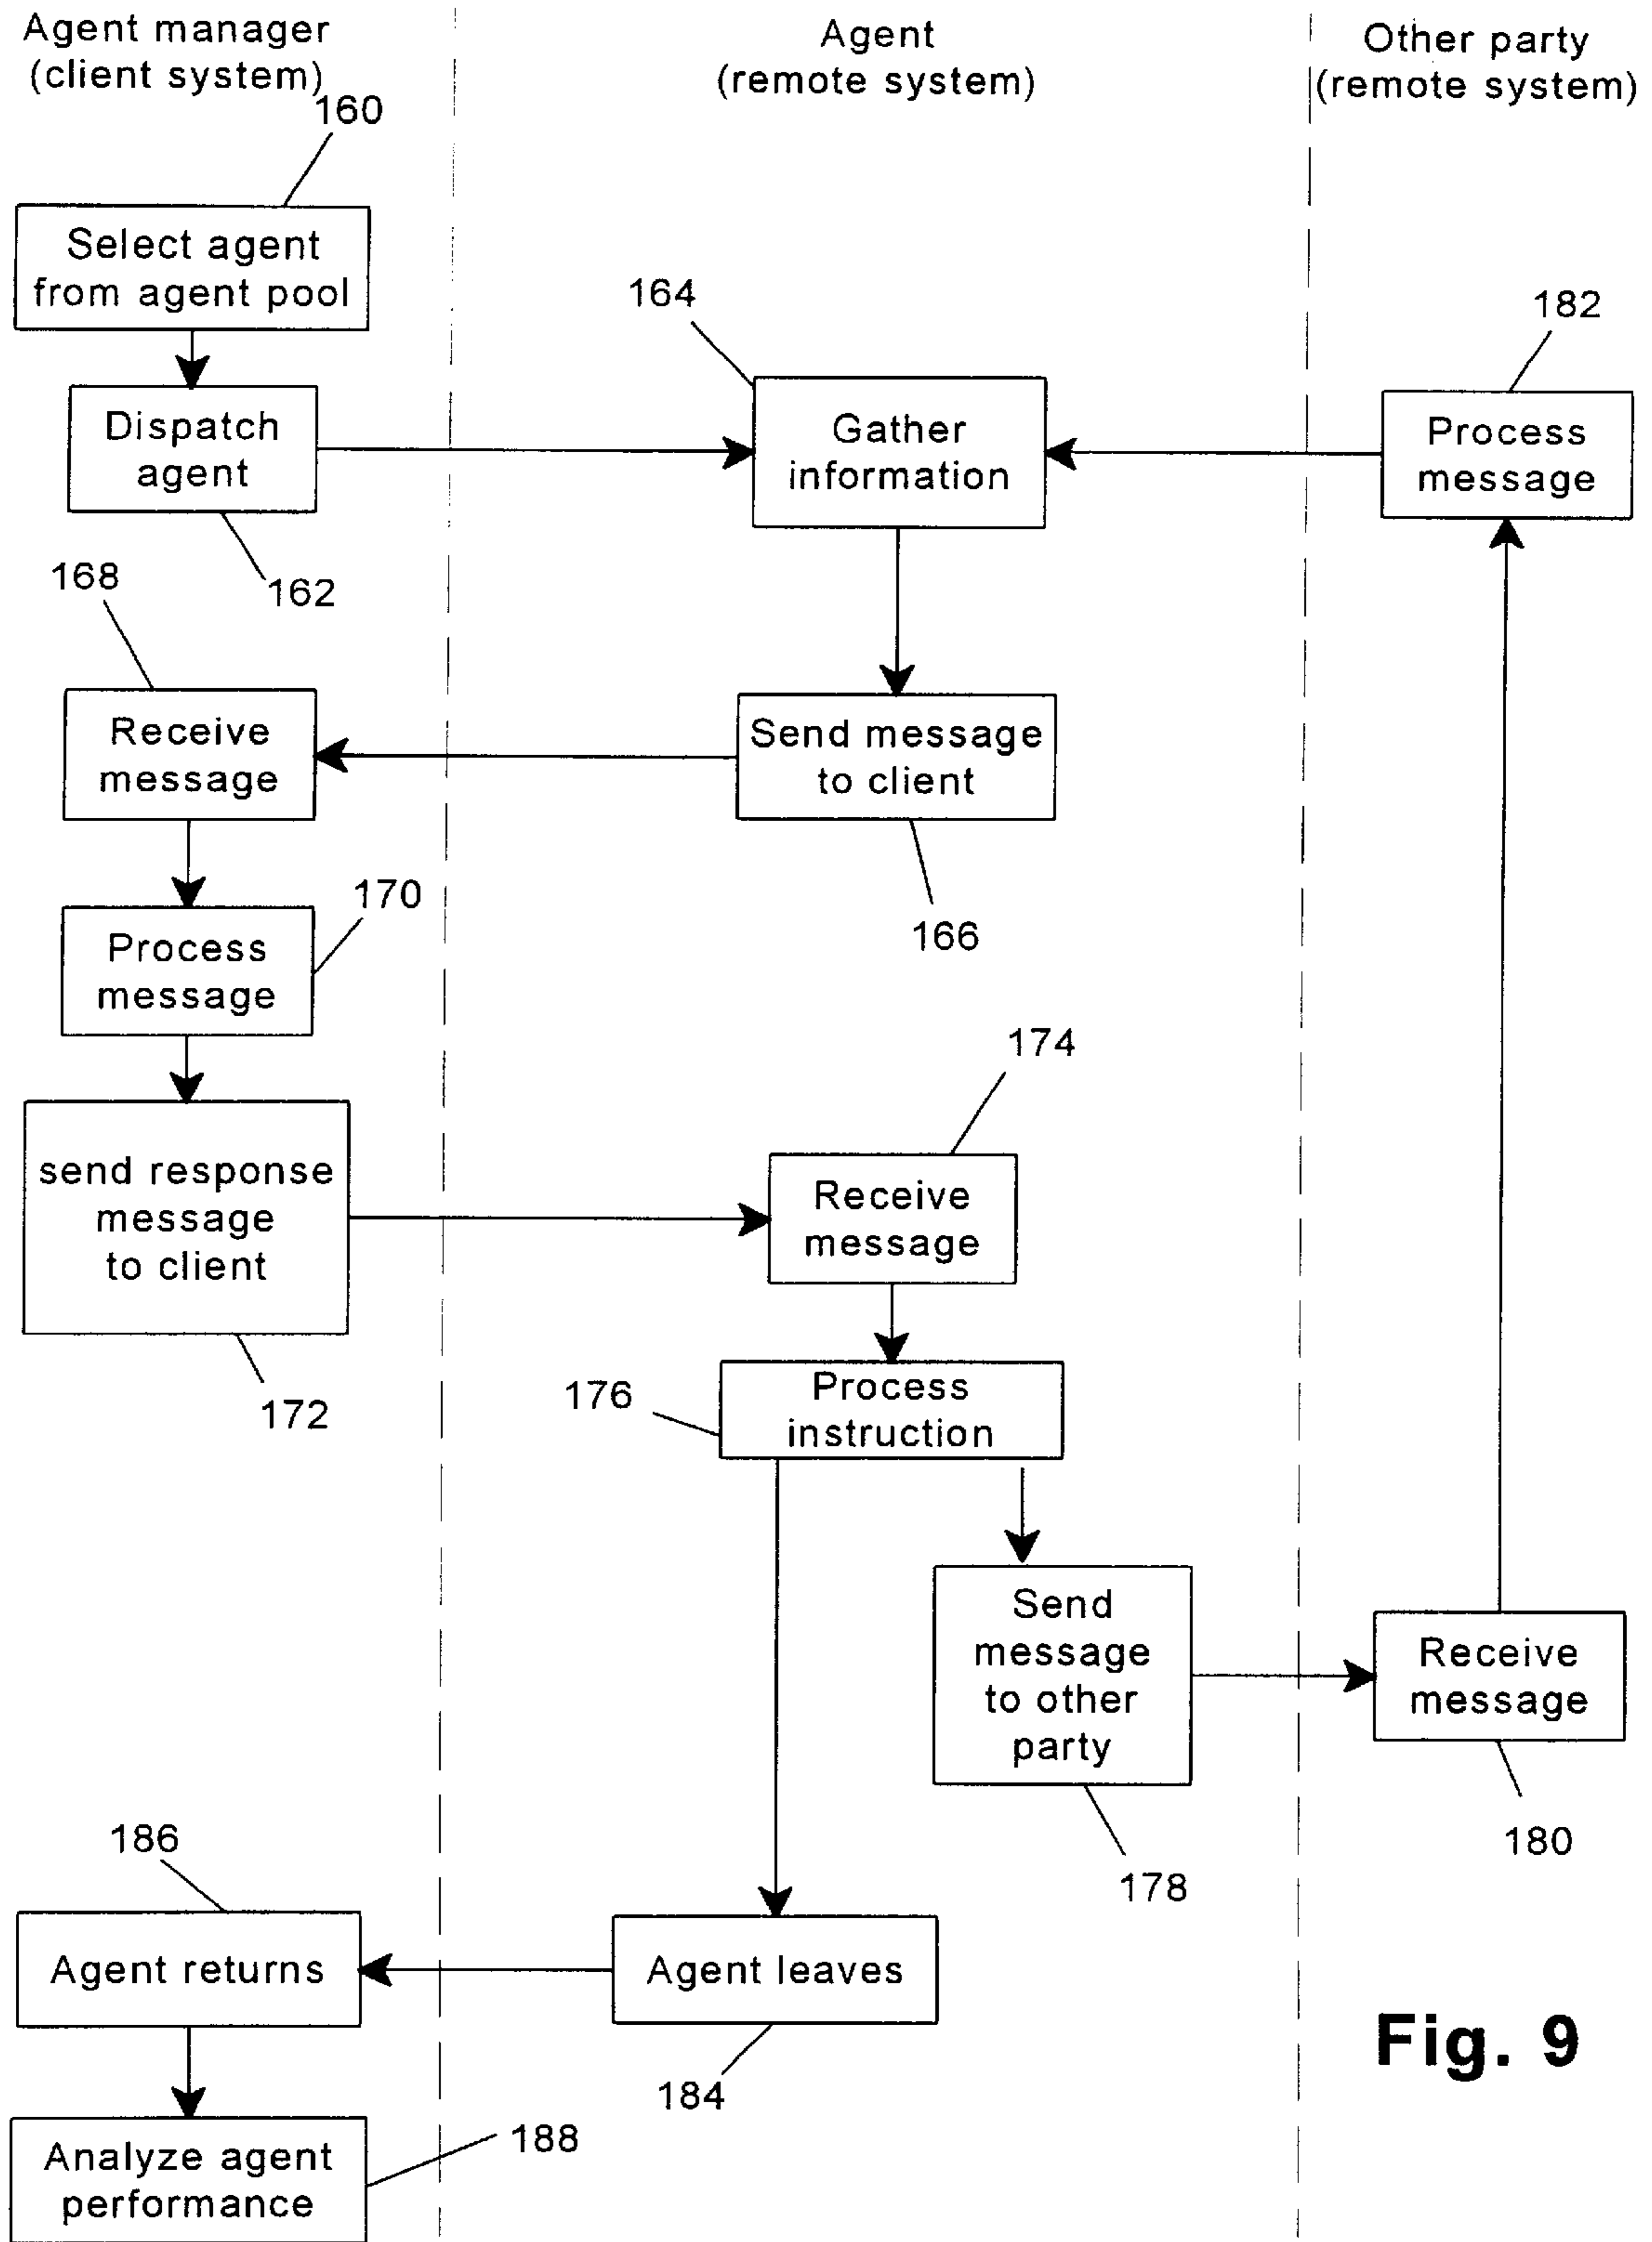 Agent manager
(client system)
Agent
(remote system)
Other party
(remote system)
160
Select agent
from agent pool
164
182
Dispatch
agent
Gather
information
Process
message
168
162
Receive
message
Send message
to client
170
166
Process
message
174
send response
message
to client
Receive
message
172
176
Process
instruction
Send
message
to other
party
Receive
message
186
180
178
Agent returns
Agent leaves
Fig. 9
184
188
Analyze agent
performance